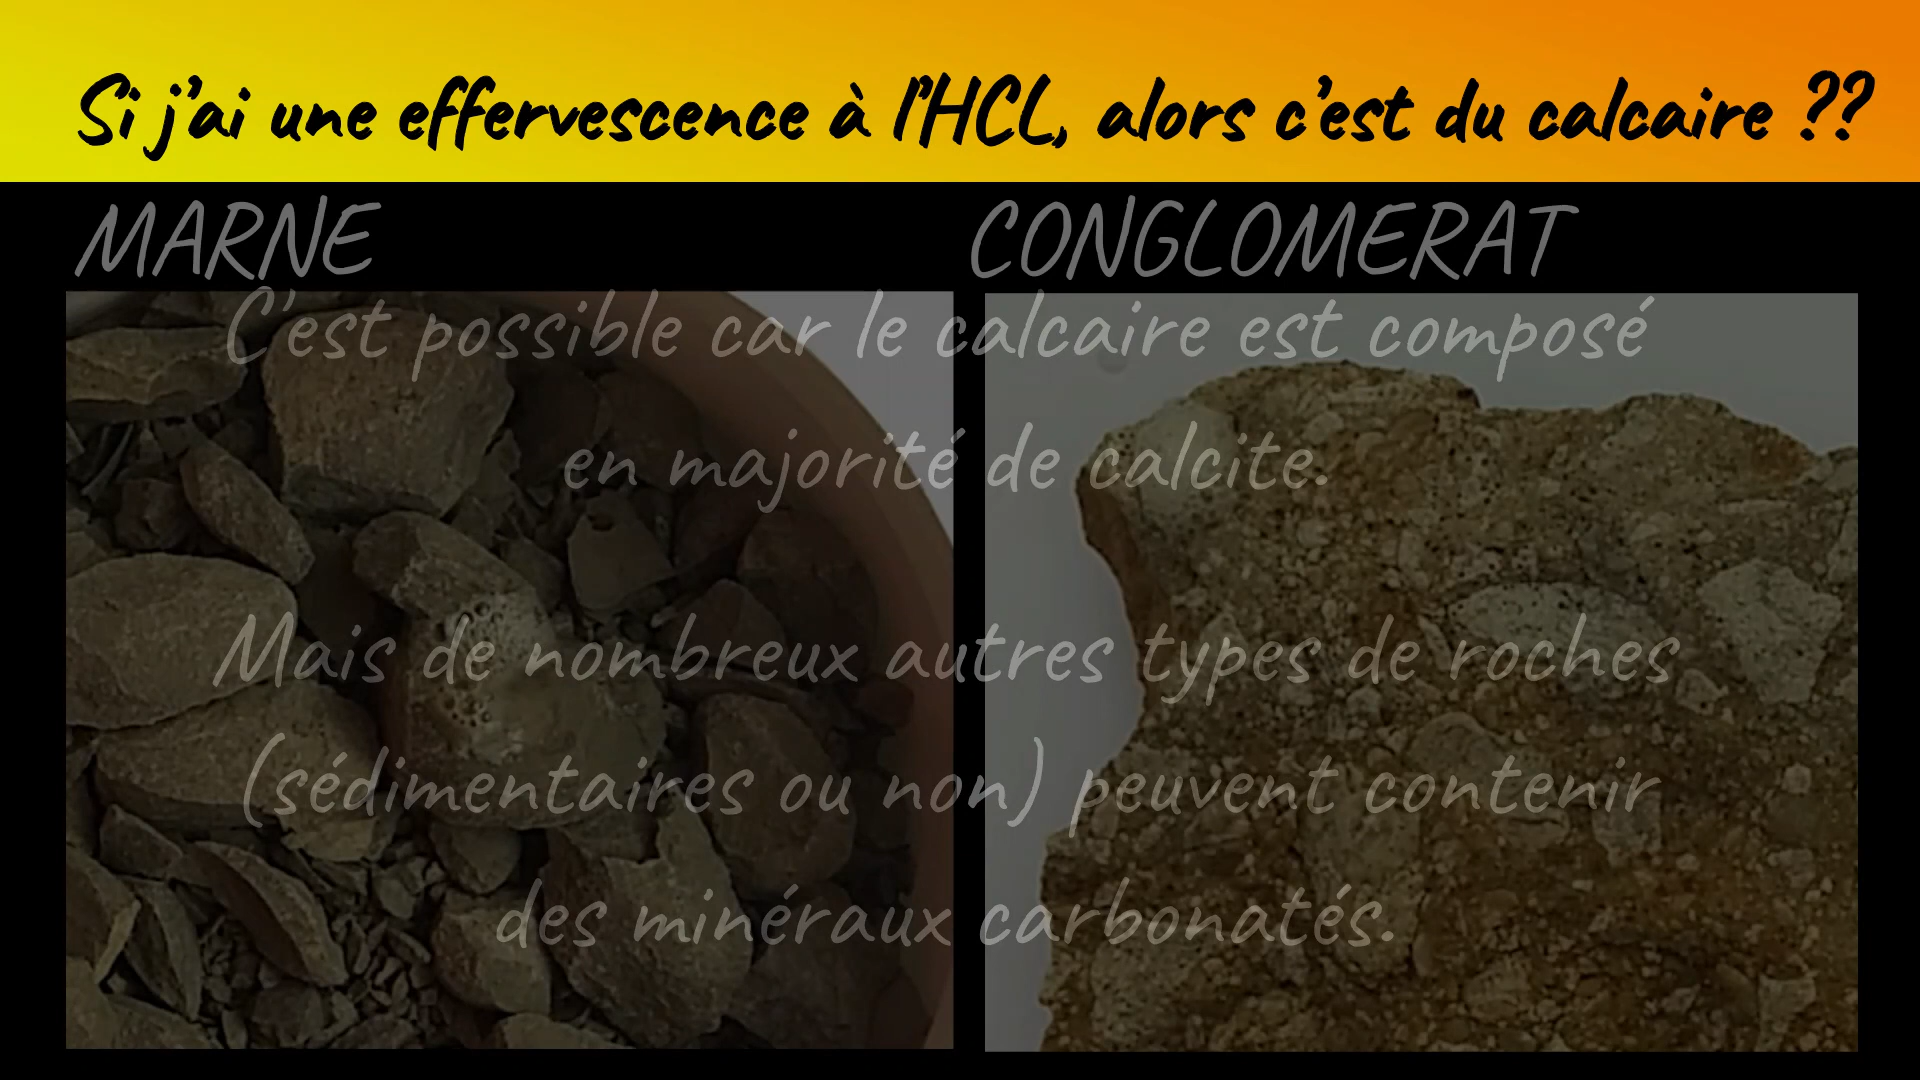 Si j'ai une effervescence à l'HCL, alors c'est du calcaire ??
MARNE
CONGLOMERAT
C'est possible car le calcaire est composé
en majorité de calcite.
Mais de nombreux autres types de roches
(sédimentaires ou non) peuvent contenir
des minéraux carbonatés.